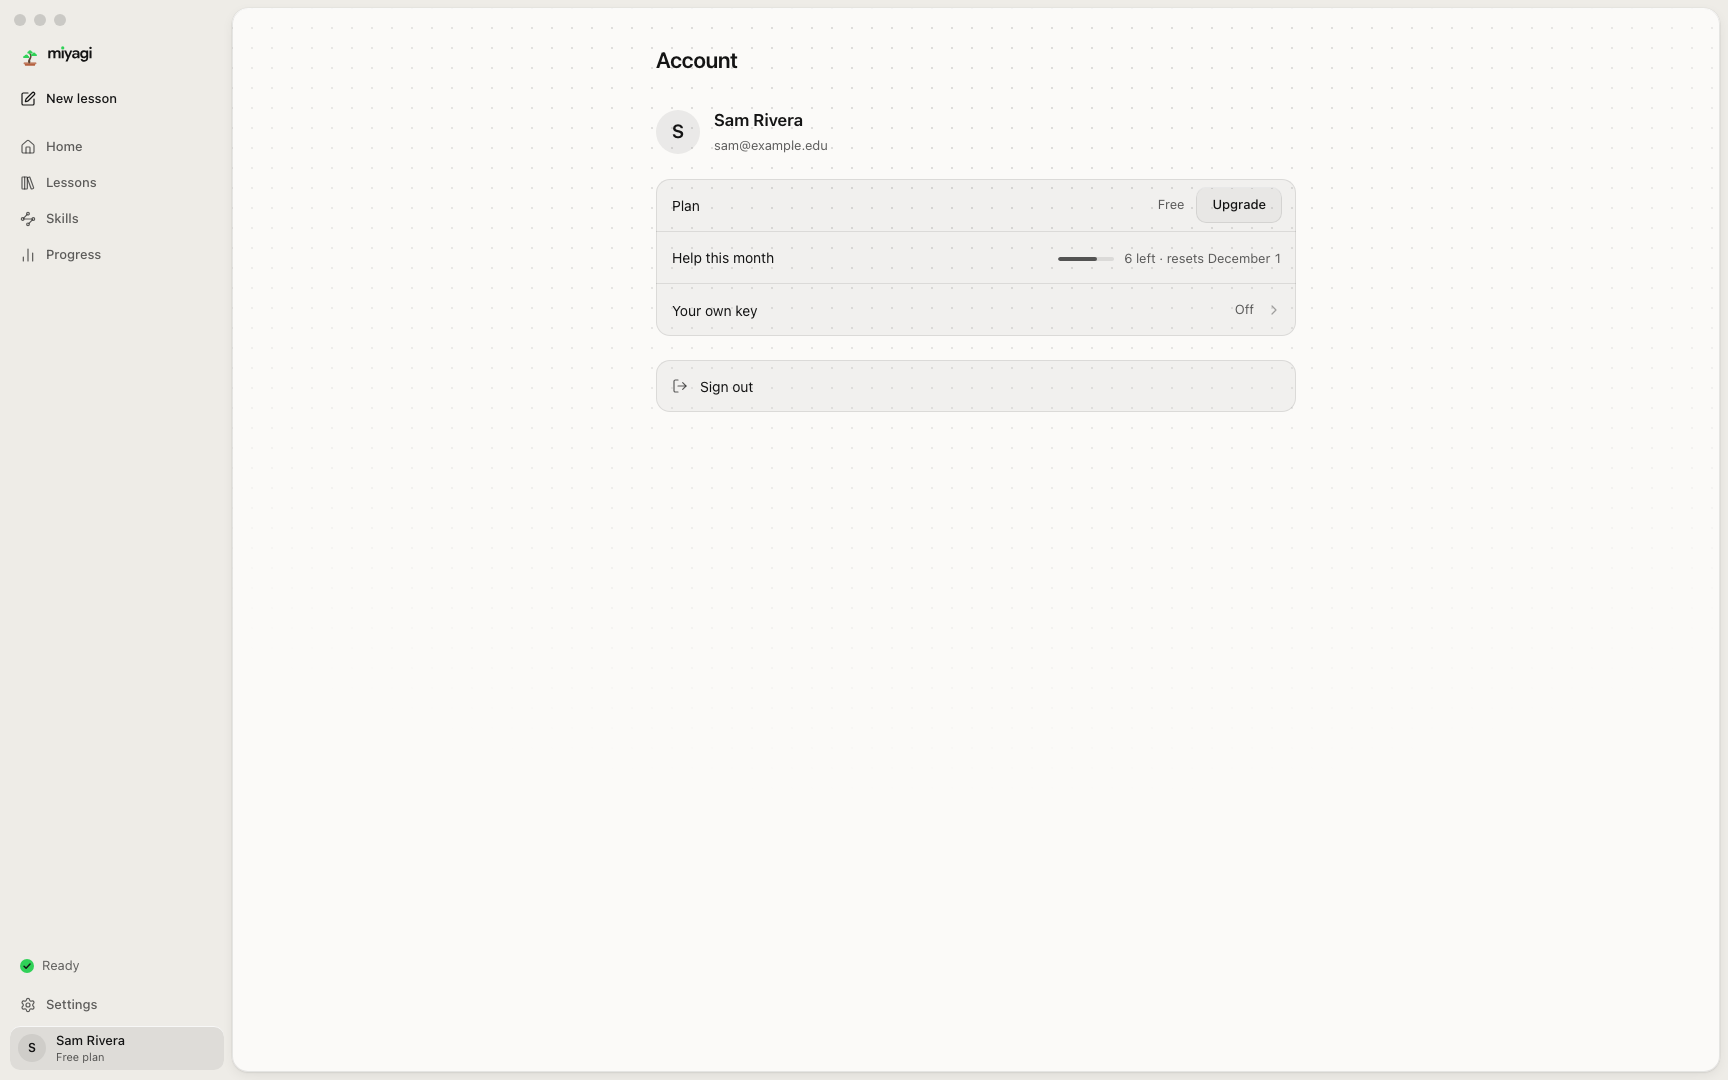 miyagi
New lesson
Home
Lessons
Skills
Progress
Ready
Settings
S
Sam Rivera
Free plan
Account
S
Sam Rivera
sam@example.edu
Plan
Free
Upgrade
Help this month
6 left · resets December 1
Your own key
Off
Sign out